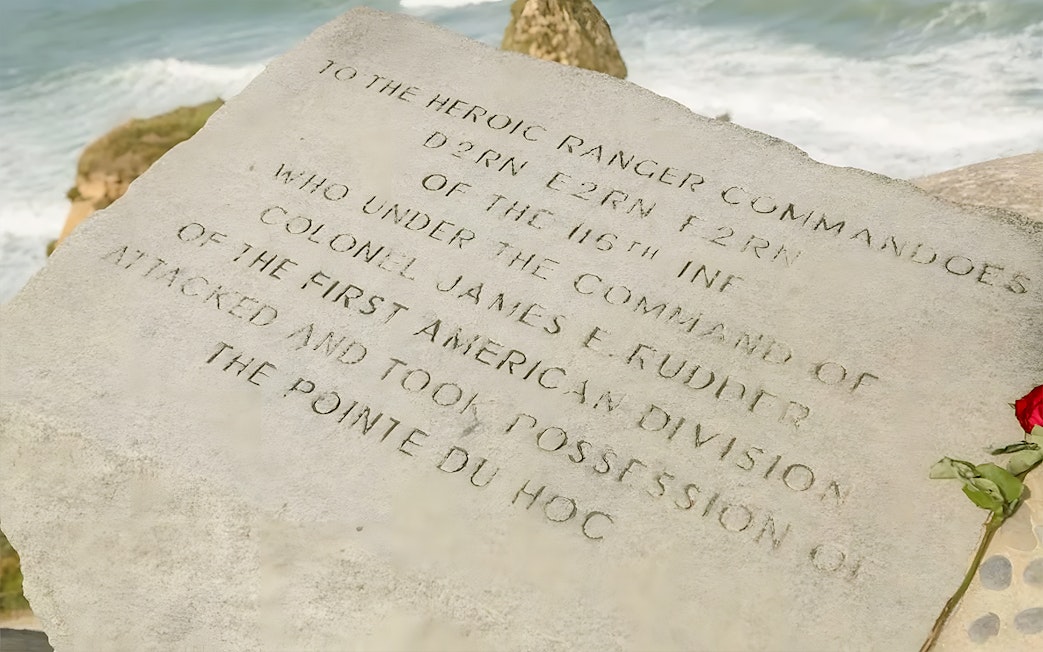 TO THE HEROIC RANGER COMMANDOES
D2RN E2RN F2RN
OF THE 116TH INF
WHO UNDER THE COMMAND OF
COLONEL JAMES E. RUDDER
OF THE FIRST AMERICAN DIVISION
ATTACKED AND TOOK POSSESSION OF
THE POINTE DU HOC